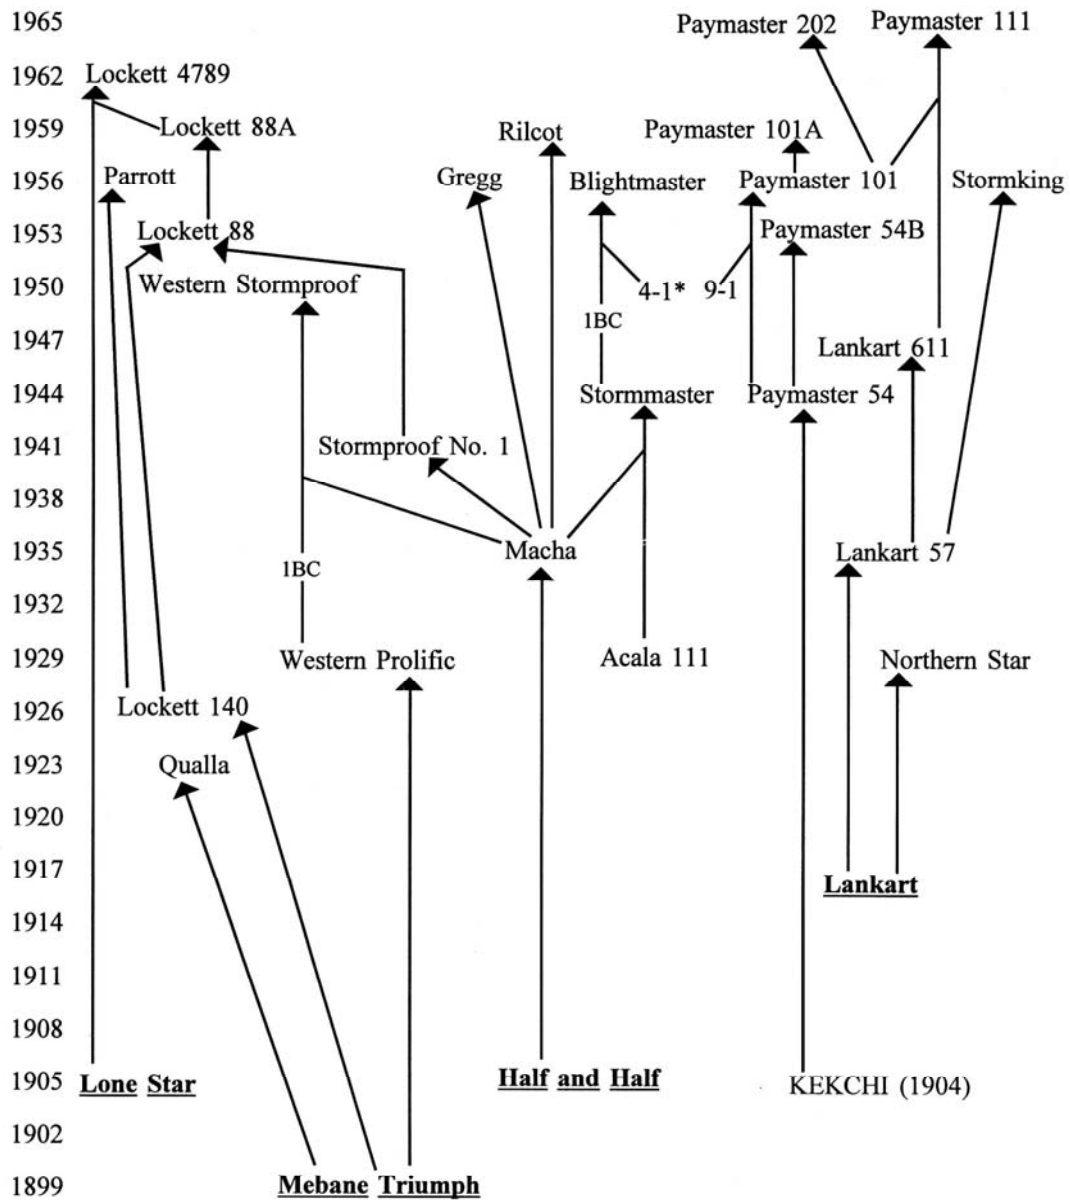 1965 Paymaster 202 Paymaster 111
1962 Lockett 4789
1959 Lockett 88A Rilcot Paymaster 101A
1956 Parrott Gregg Blightmaster Paymaster 101 Stormking
1953 Lockett 88 Paymaster 54B
1950 Western Stormproof 4-1* 9-1
1BC
1947 Lankart 611
1944 Stormmaster Paymaster 54
1941 Stormproof No. 1
1938
1935 Macha Lankart 57
1BC
1932
1929 Western Prolific Acala 111 Northern Star
1926 Lockett 140
1923 Qualla
1920
1917 Lankart
1914
1911
1908
1905 Lone Star Half and Half KEKCHI (1904)
1902
1899 Mebane Triumph